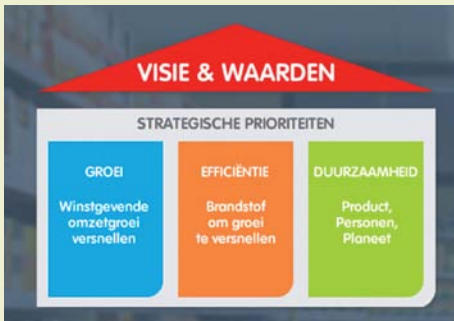 VISIE & WAARDEN
STRATEGISCHE PRIORITEITEN
GROEI
Winstgevende
omzetgroei
versnellen
EFFICIËNTIE
Brandstof
om groei
te versnellen
DUURZAAMHEID
Product,
Personen,
Planeet